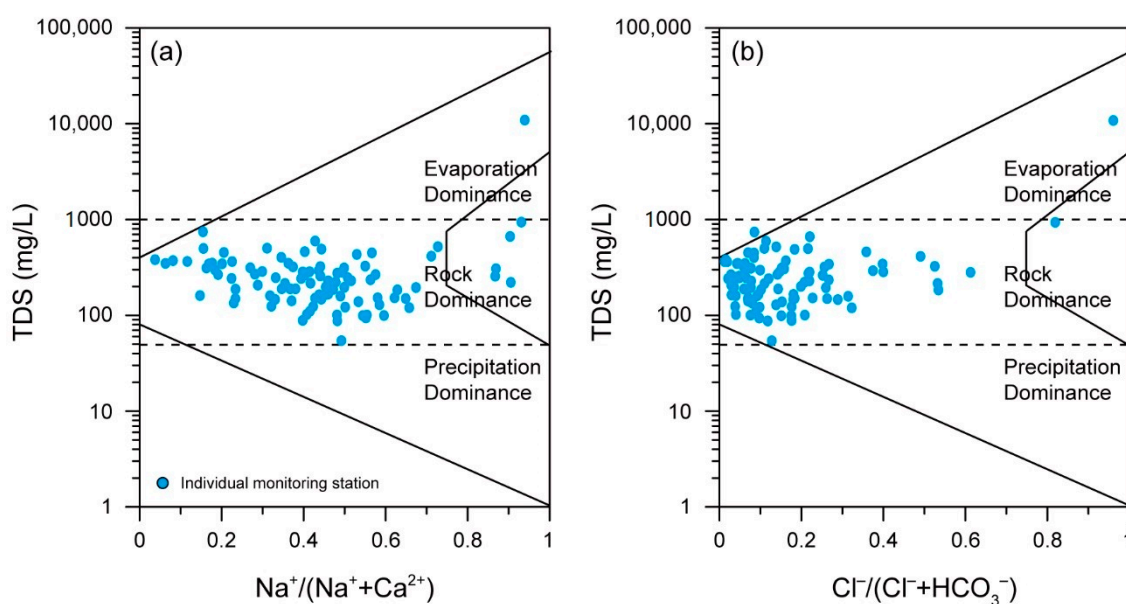 (a)
100,000
10,000
1000
100
10
1
TDS (mg/L)
Evaporation
Dominance
Rock
Dominance
Precipitation
Dominance
Individual monitoring station
0 0.2 0.4 0.6 0.8 1
Na⁺/(Na⁺+Ca²⁺)
(b)
100,000
10,000
1000
100
10
1
TDS (mg/L)
Evaporation
Dominance
Rock
Dominance
Precipitation
Dominance
0 0.2 0.4 0.6 0.8 1
Cl⁻/(Cl⁻+HCO₃⁻)